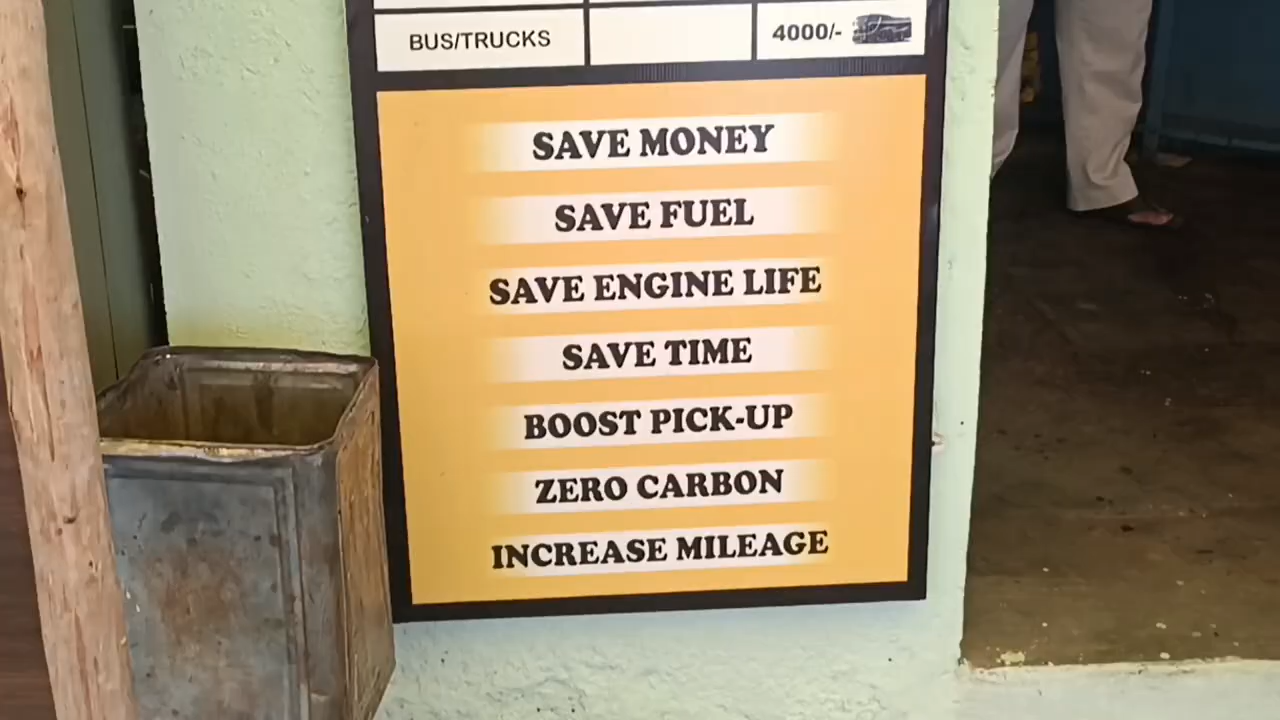 BUS/TRUCKS 4000/-
SAVE MONEY
SAVE FUEL
SAVE ENGINE LIFE
SAVE TIME
BOOST PICK-UP
ZERO CARBON
INCREASE MILEAGE